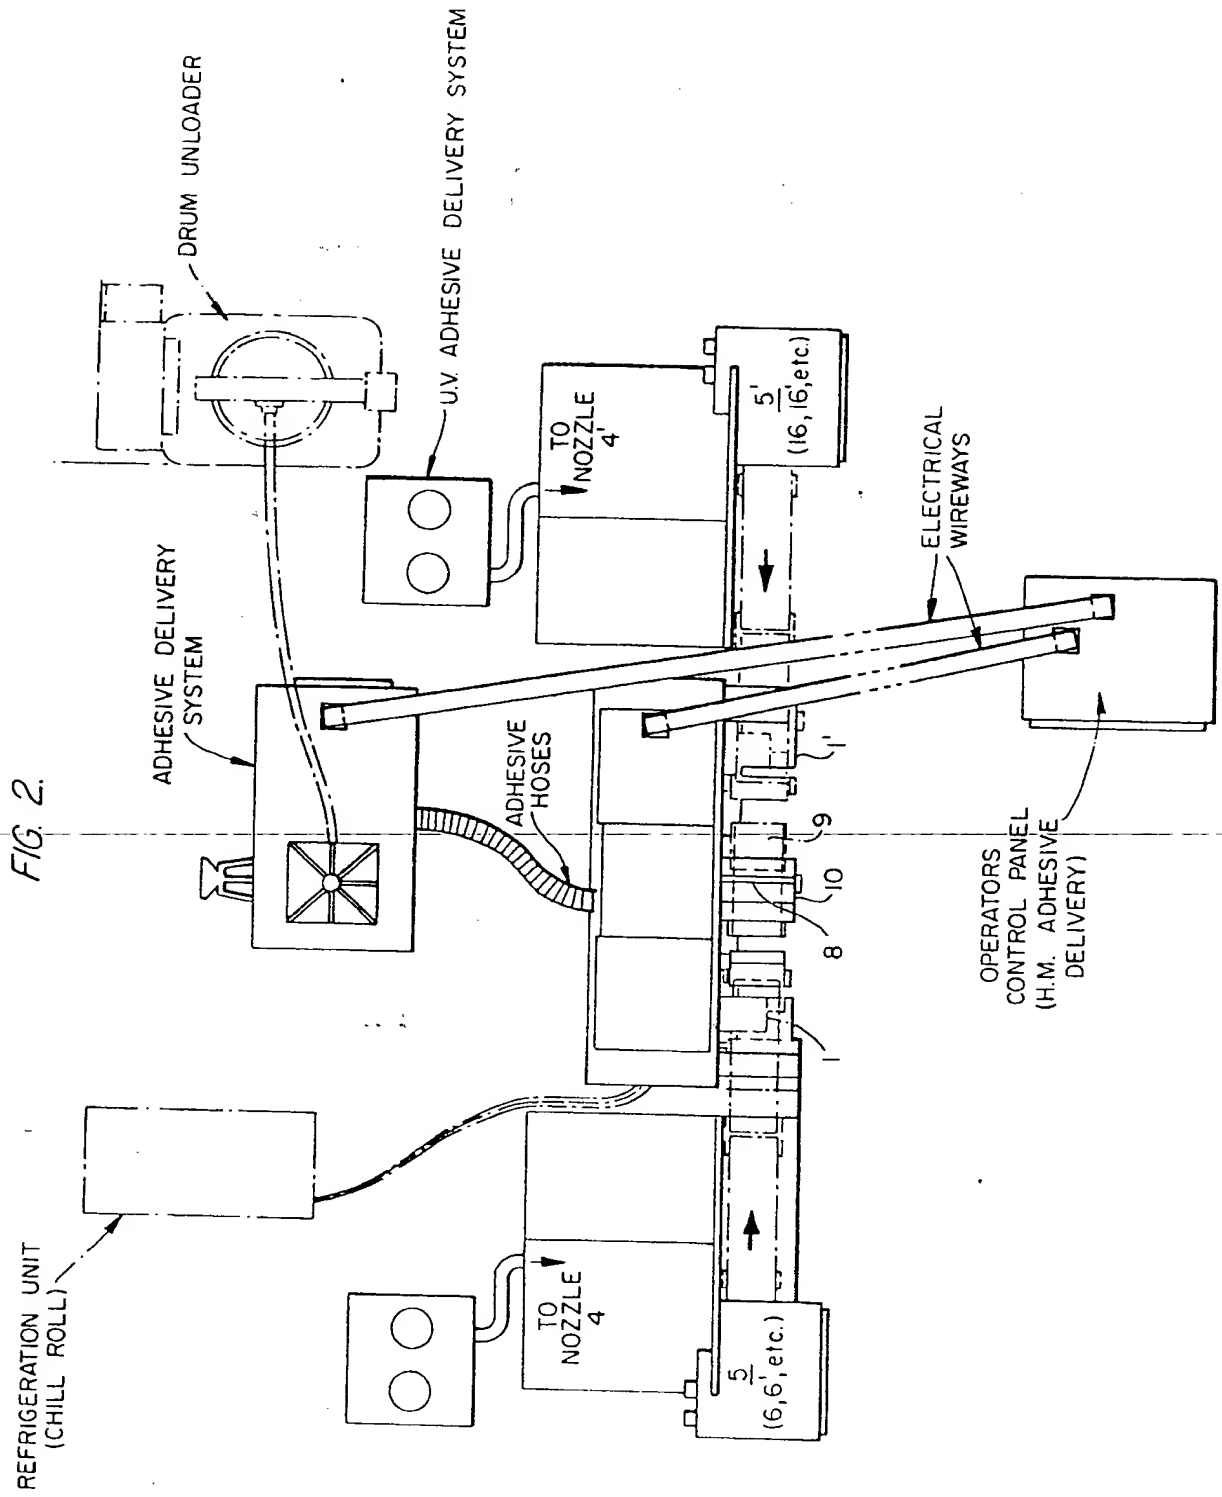 FIG. 2.
REFRIGERATION UNIT
(CHILL ROLL)
ADHESIVE DELIVERY
SYSTEM
DRUM UNLOADER
U.V. ADHESIVE DELIVERY SYSTEM
ADHESIVE
HOSES
TO
NOZZLE
4
TO
NOZZLE
4'
5
(6,6', etc.)
5'
(16,16', etc.)
1
8
10
9
1'
ELECTRICAL
WIREWAYS
OPERATORS
CONTROL PANEL
(H.M. ADHESIVE
DELIVERY)